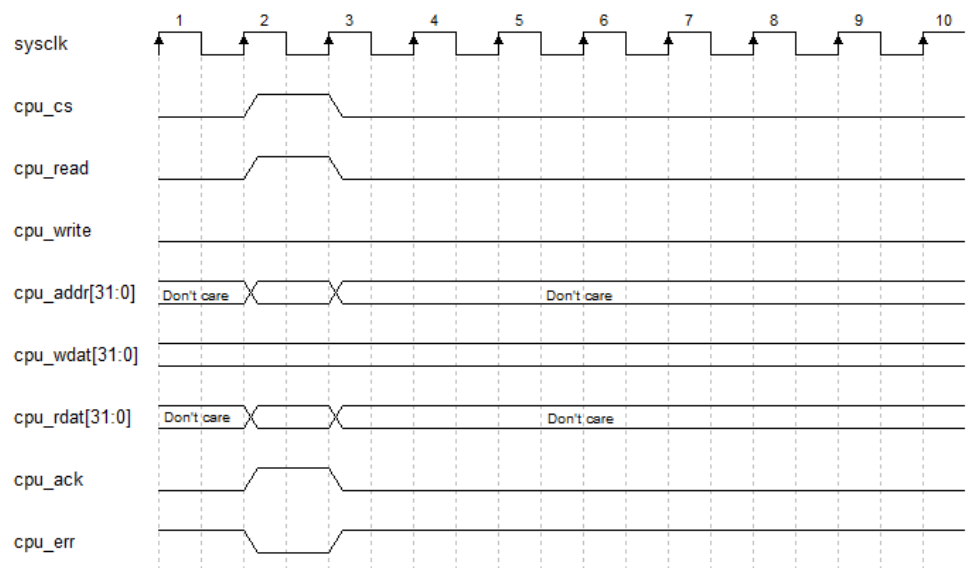 1 2 3 4 5 6 7 8 9 10
sysclk
cpu_cs
cpu_read
cpu_write
cpu_addr[31:0] Don't care Don't care
cpu_wdat[31:0]
cpu_rdat[31:0] Don't care Don't care
cpu_ack
cpu_err